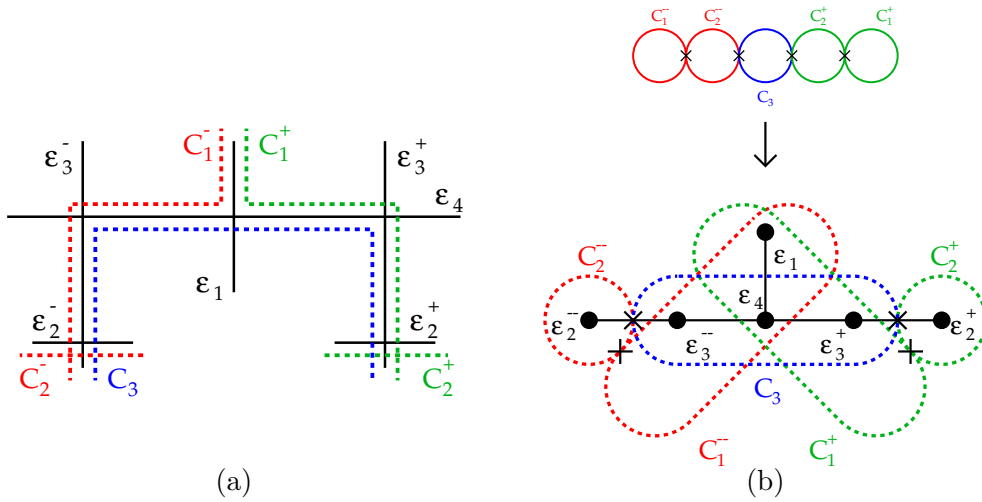 C₁⁻⁻ C₂⁻⁻ C₂⁺ C₁⁺
C₃
ε₃⁻ C₁⁻ C₁⁺ ε₃⁺
ε₄
ε₁
ε₂⁻ ε₂⁺
C₂⁻ C₃ C₂⁺
C₂⁻⁻ ε₁ C₂⁺
ε₄
ε₂⁻⁻ ε₃⁻⁻ ε₃⁺ ε₂⁺
C₃
C₁⁻⁻ C₁⁺
(a) (b)